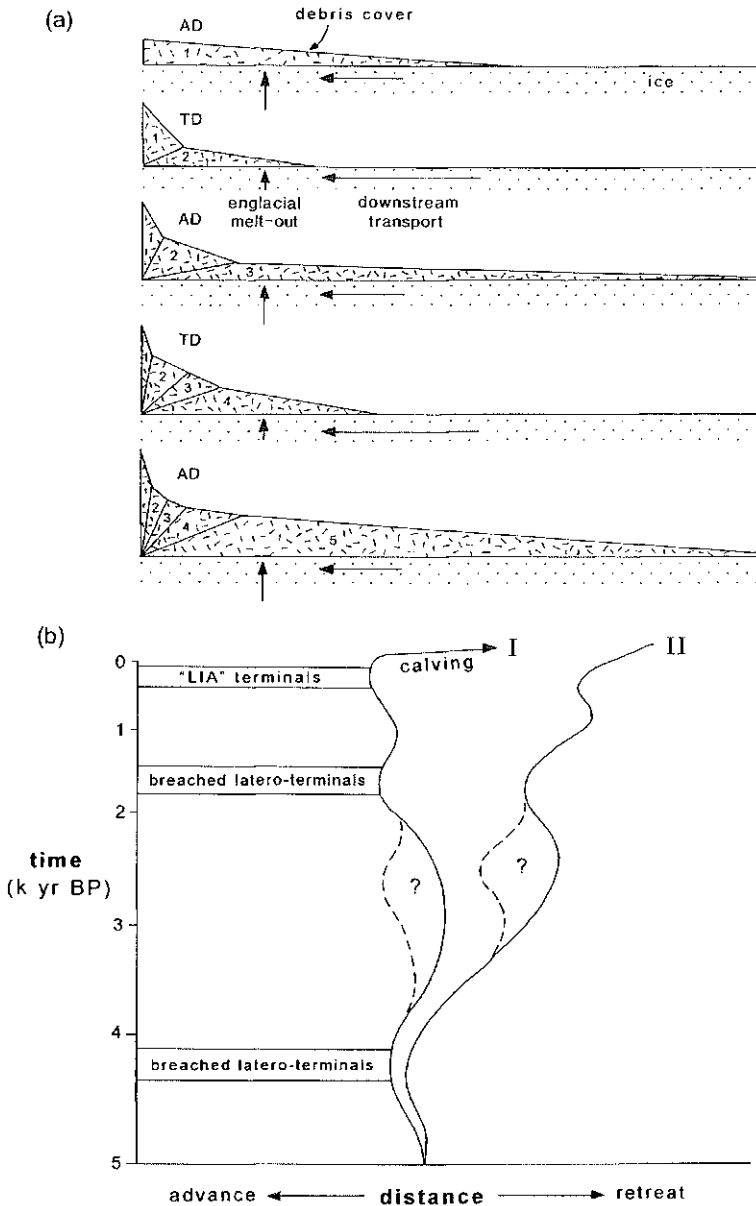 (a)
debris cover
AD
1
ice
TD
1
2
englacial
melt-out
downstream
transport
AD
1
2
3
TD
1
2
3
4
AD
1
2
3
4
5
(b)
0
"LIA" terminals
calving
I
II
1
breached latero-terminals
2
time
(k yr BP)
?
?
3
4
breached latero-terminals
5
advance
distance
retreat